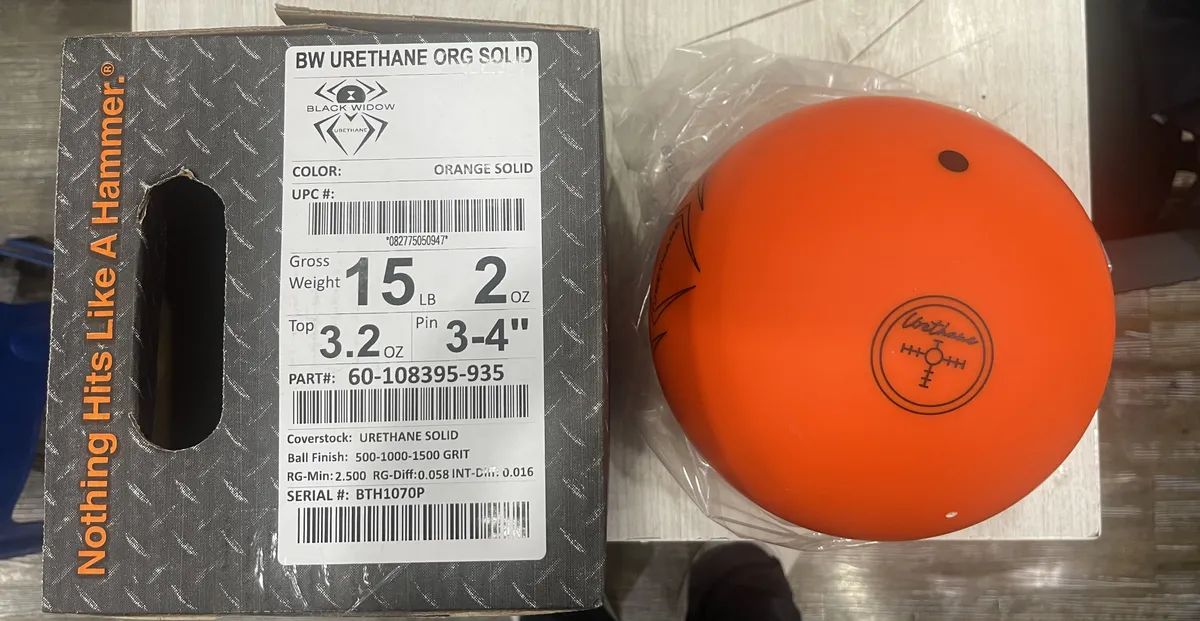 Nothing Hits Like A Hammer.®
BW URETHANE ORG SOLID
BLACK WIDOW
URETHANE
COLOR: ORANGE SOLID
UPC #:
*082775050947*
Gross Weight 15 LB 2 OZ
Top 3.2 OZ Pin 3-4"
PART#: 60-108395-935
Coverstock: URETHANE SOLID
Ball Finish: 500-1000-1500 GRIT
RG-Min: 2.500 RG-Diff: 0.058 INT-Diff: 0.016
SERIAL #: BTH1070P
Urethane